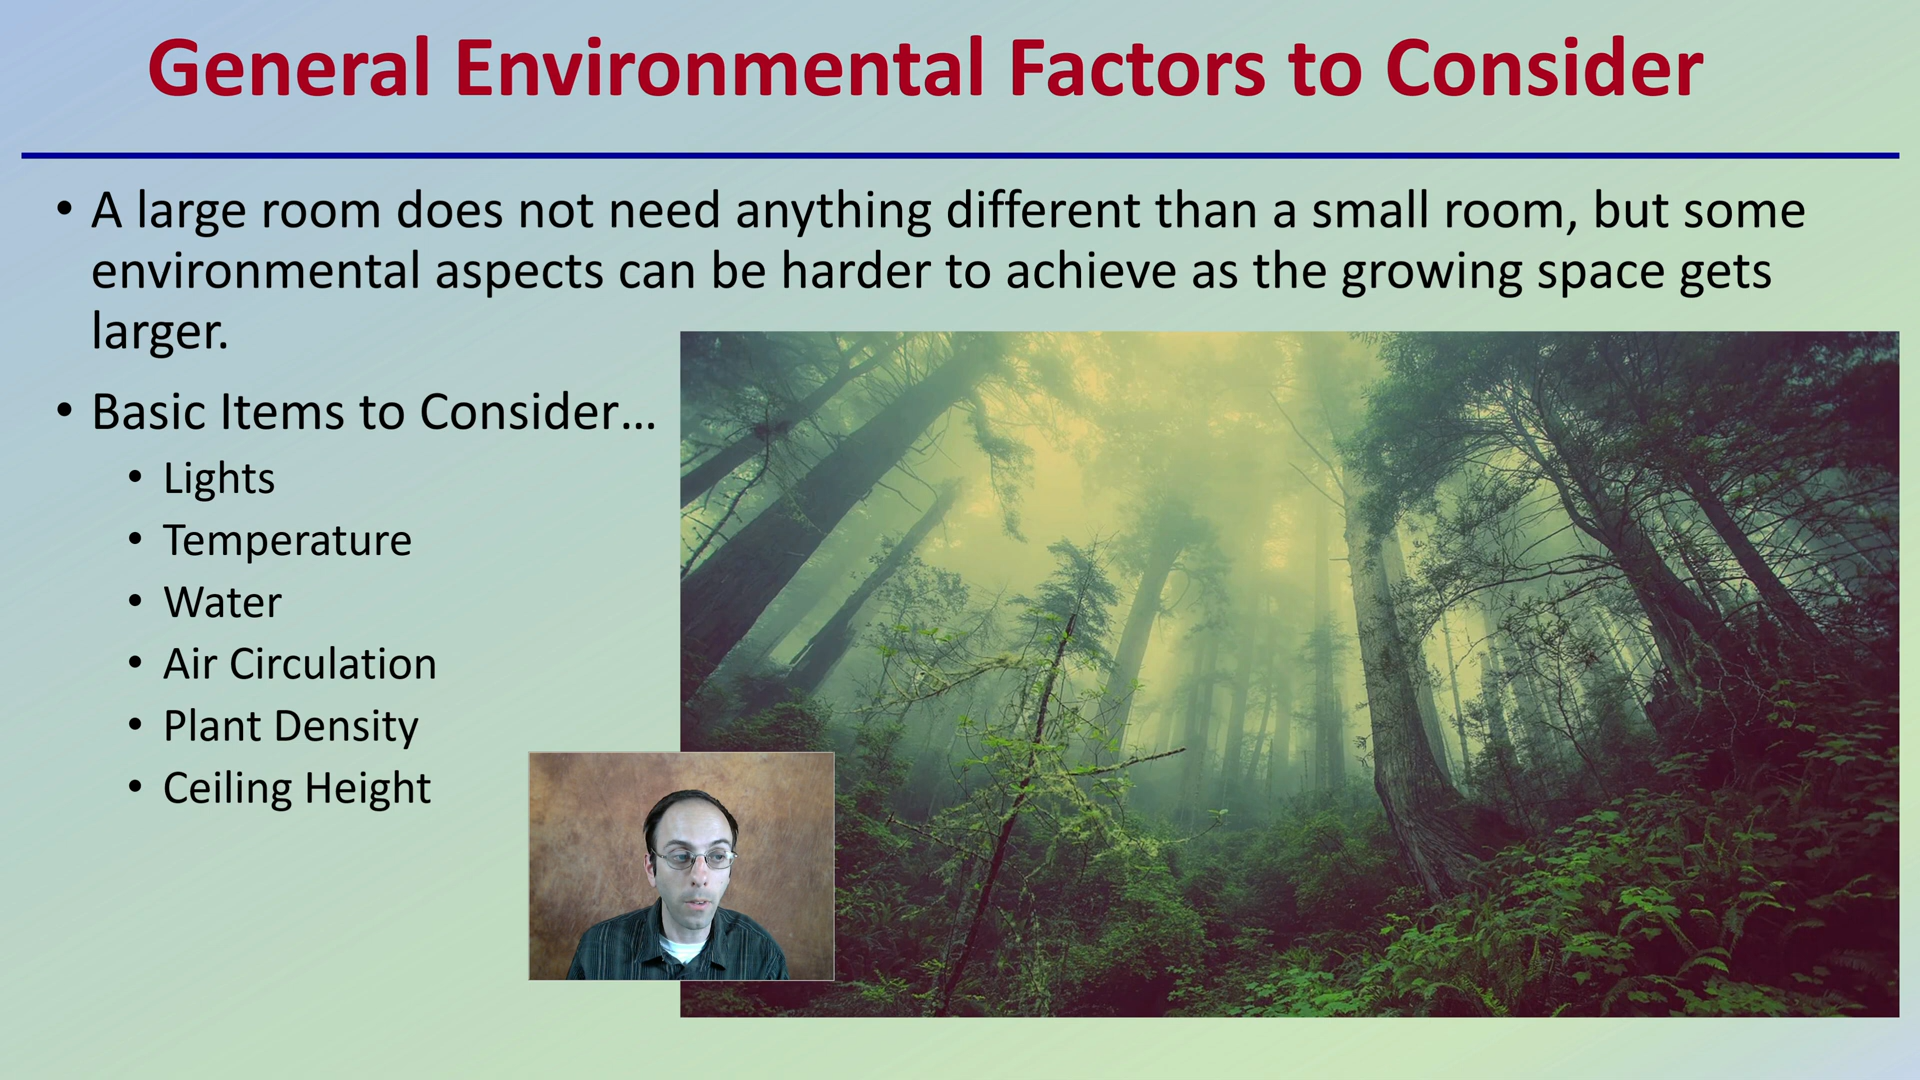 General Environmental Factors to Consider
• A large room does not need anything different than a small room, but some
environmental aspects can be harder to achieve as the growing space gets
larger.
• Basic Items to Consider…
• Lights
• Temperature
• Water
• Air Circulation
• Plant Density
• Ceiling Height